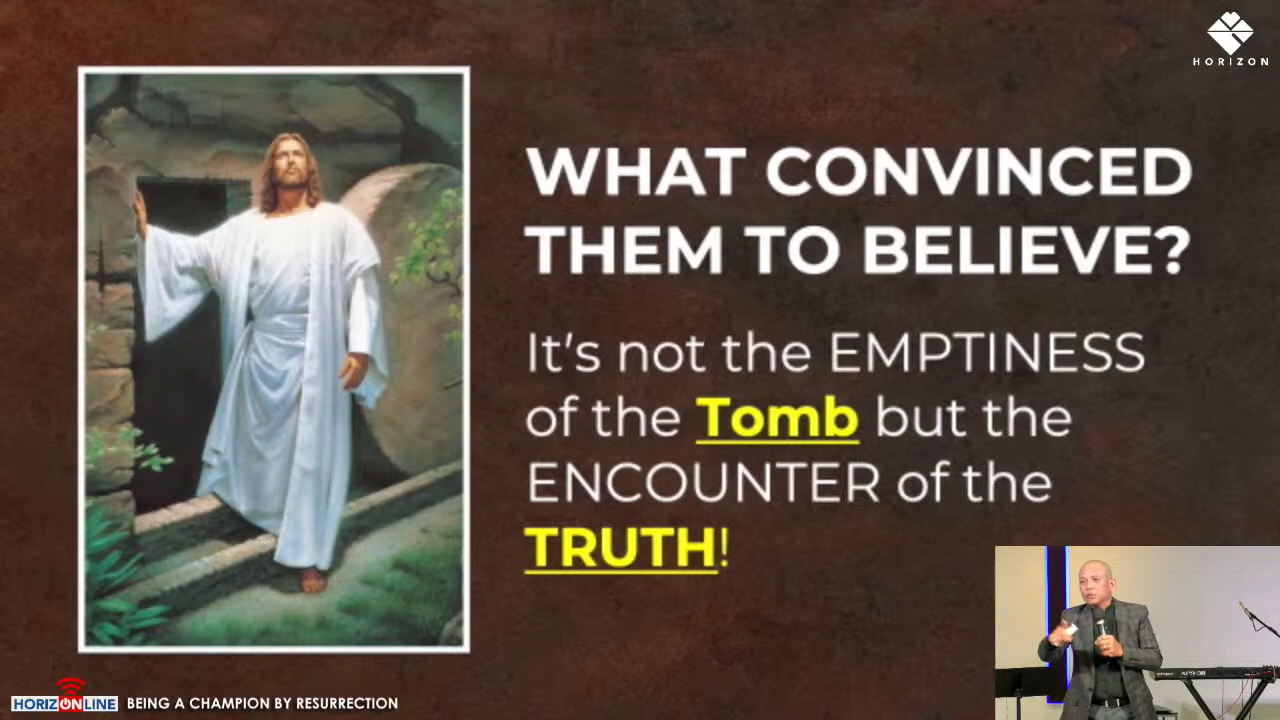 HORIZON
WHAT CONVINCED
THEM TO BELIEVE?
It's not the EMPTINESS
of the Tomb but the
ENCOUNTER of the
TRUTH!
HORIZONLINE BEING A CHAMPION BY RESURRECTION